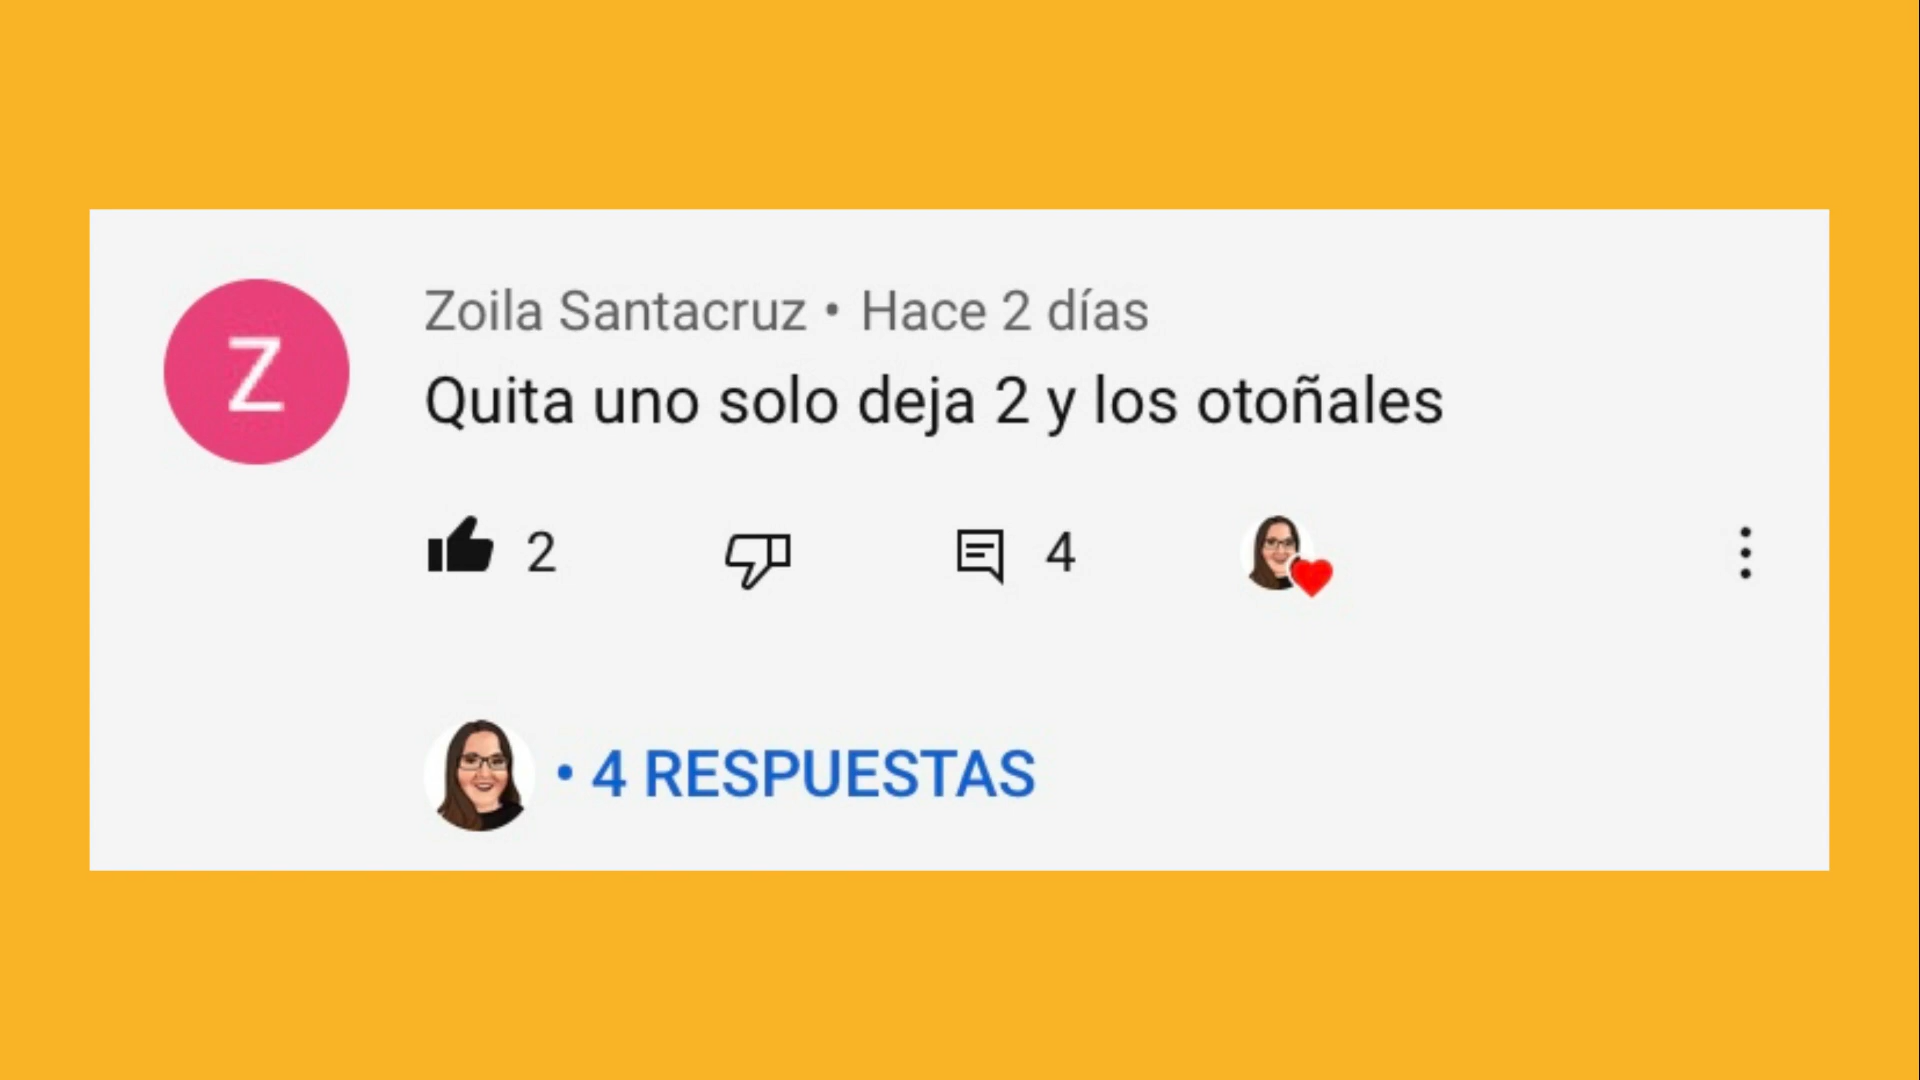 Z
Zoila Santacruz • Hace 2 días
Quita uno solo deja 2 y los otoñales
2 4
• 4 RESPUESTAS